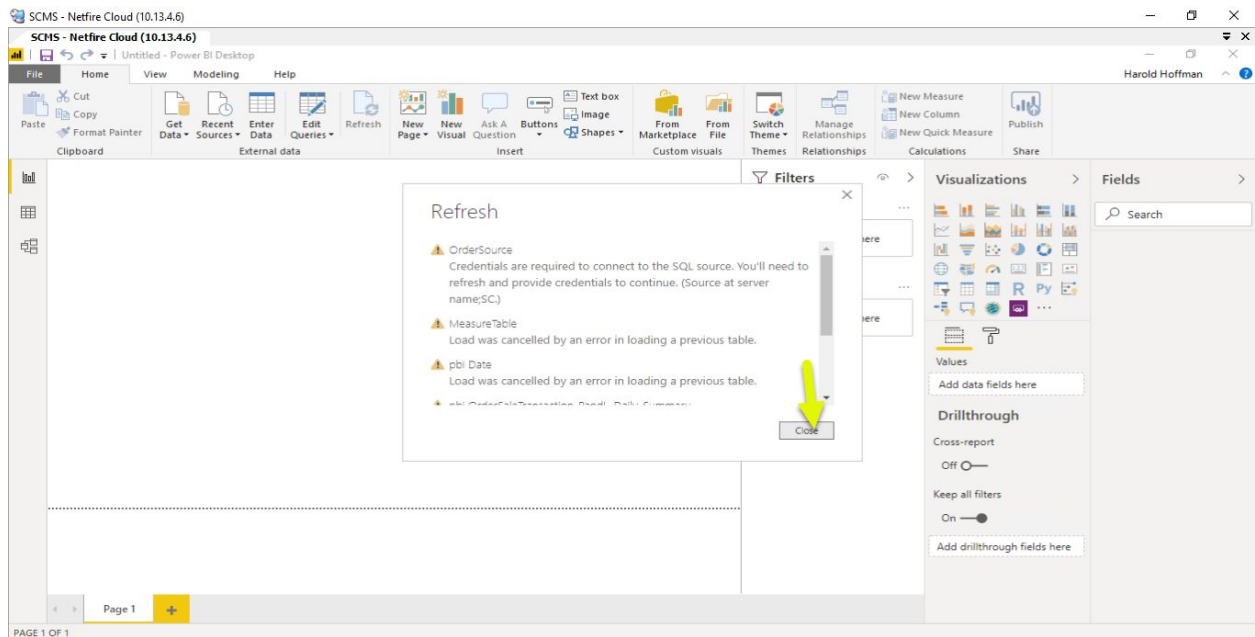 SCMS - Netfire Cloud (10.13.4.6)
SCMS - Netfire Cloud (10.13.4.6)
Untitled - Power BI Desktop
File Home View Modeling Help Harold Hoffman
Paste
Cut
Copy
Format Painter
Clipboard
Get Data
Recent Sources
Enter Data
Edit Queries
Refresh
External data
New Page
New Visual
Ask A Question
Buttons
Text box
Image
Shapes
Insert
From Marketplace
From File
Custom visuals
Switch Theme
Themes
Manage Relationships
Relationships
New Measure
New Column
New Quick Measure
Calculations
Publish
Share
Filters
ere
ere
Refresh
OrderSource
Credentials are required to connect to the SQL source. You'll need to
refresh and provide credentials to continue. (Source at server
name;SC.)
MeasureTable
Load was cancelled by an error in loading a previous table.
pbi Date
Load was cancelled by an error in loading a previous table.
Close
Visualizations
R Py
Values
Add data fields here
Drillthrough
Cross-report
Off
Keep all filters
On
Add drillthrough fields here
Fields
Search
Page 1
PAGE 1 OF 1